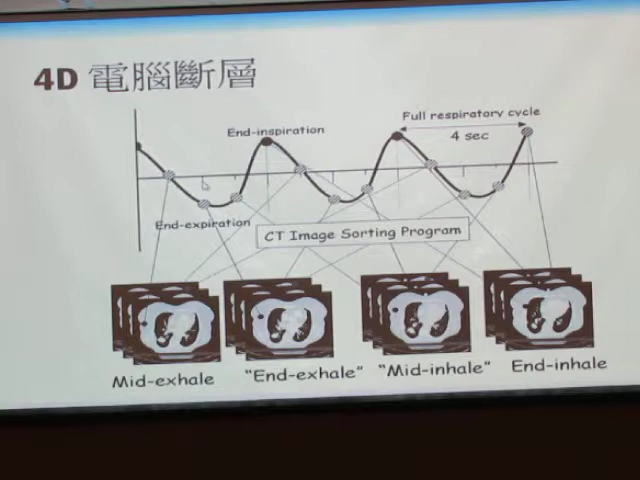 4D 電腦斷層
Full respiratory cycle
End-inspiration
4 sec
End-expiration
CT Image Sorting Program
Mid-exhale
"End-exhale"
"Mid-inhale"
End-inhale